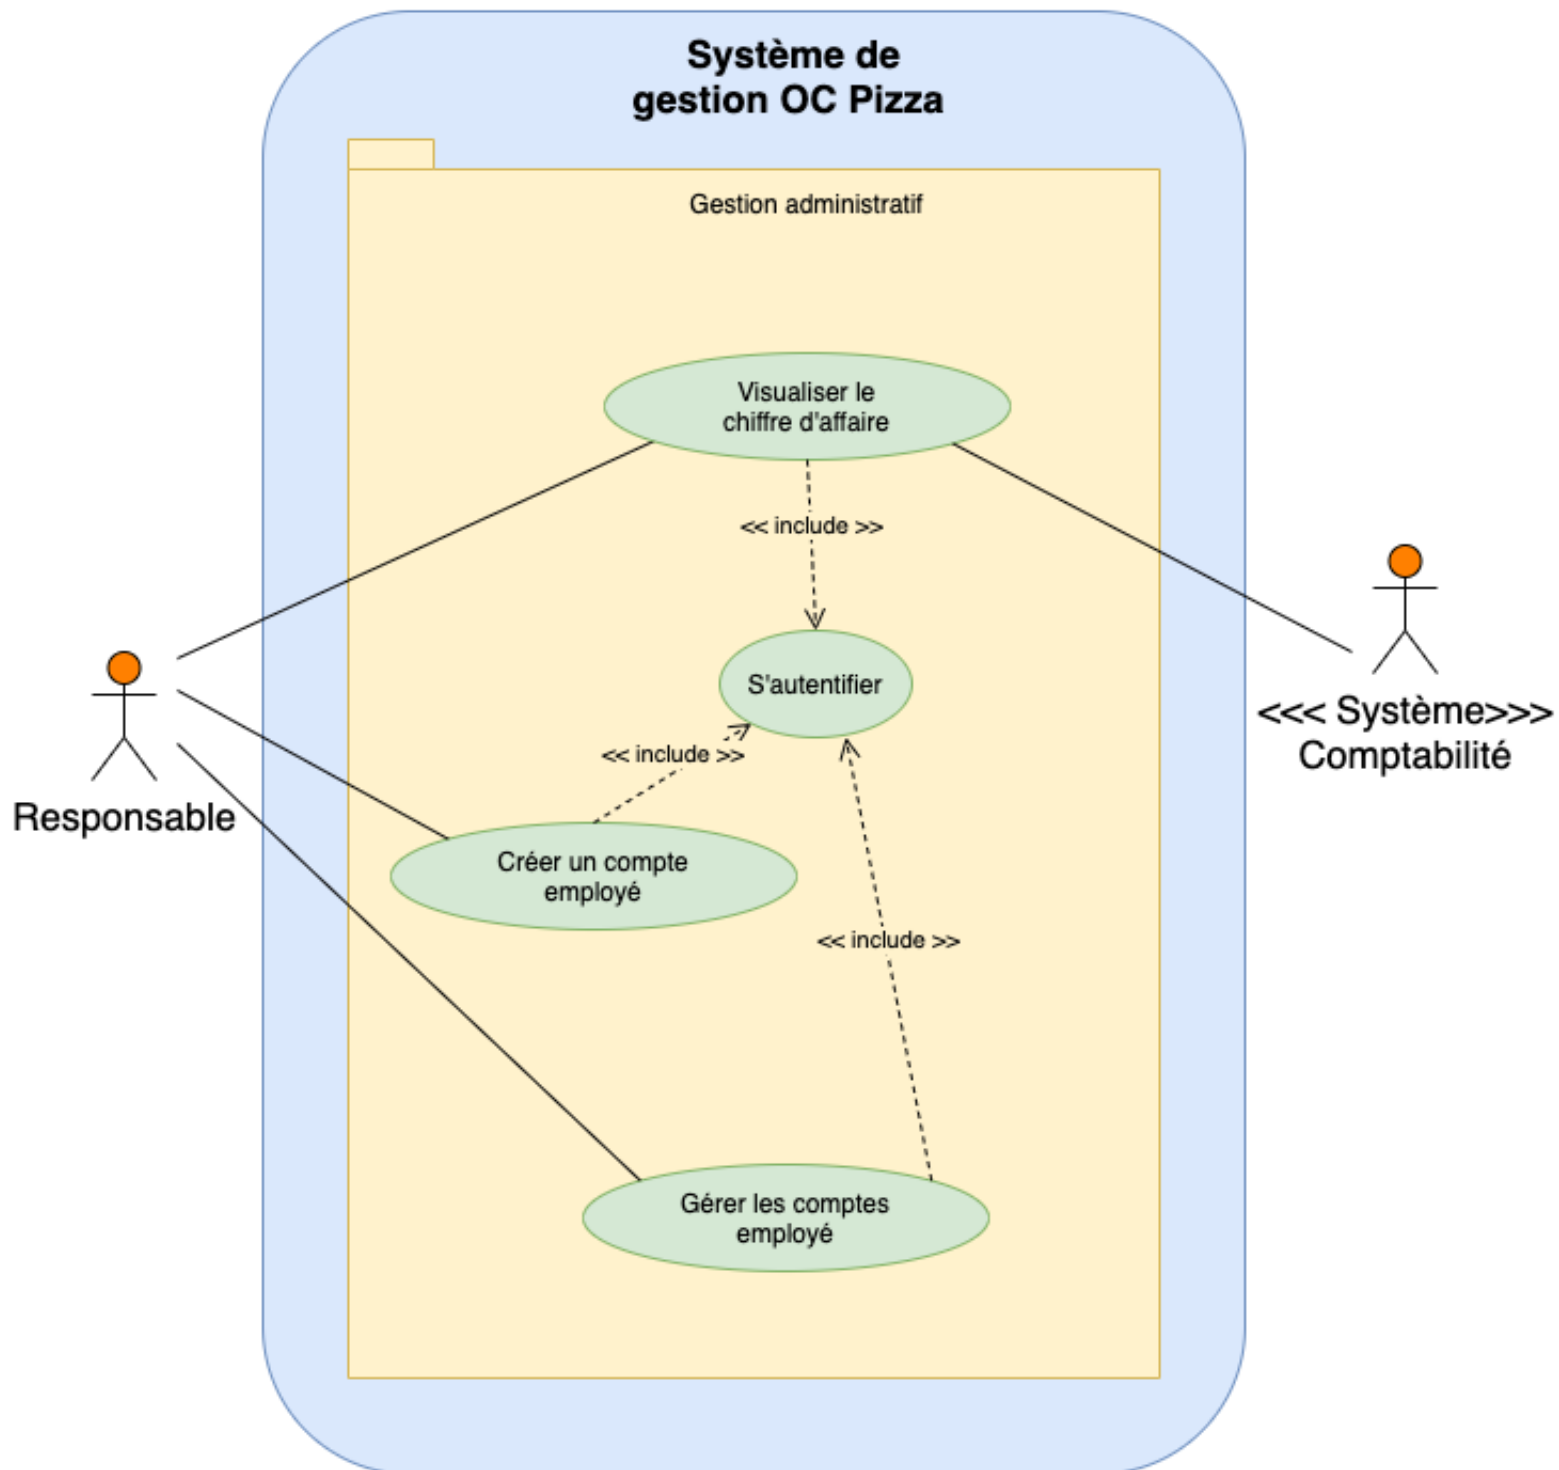 Système de
gestion OC Pizza
Gestion administratif
Visualiser le
chiffre d'affaire
<< include >>
S'autentifier
<<< Système>>>
Comptabilité
<< include >>
Responsable
Créer un compte
employé
<< include >>
Gérer les comptes
employé